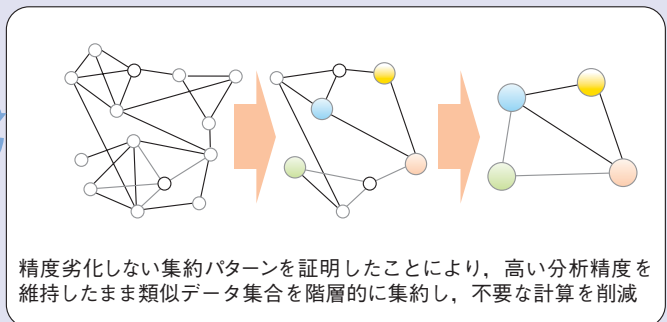 精度劣化しない集約パターンを証明したことにより，高い分析精度を
維持したまま類似データ集合を階層的に集約し，不要な計算を削減